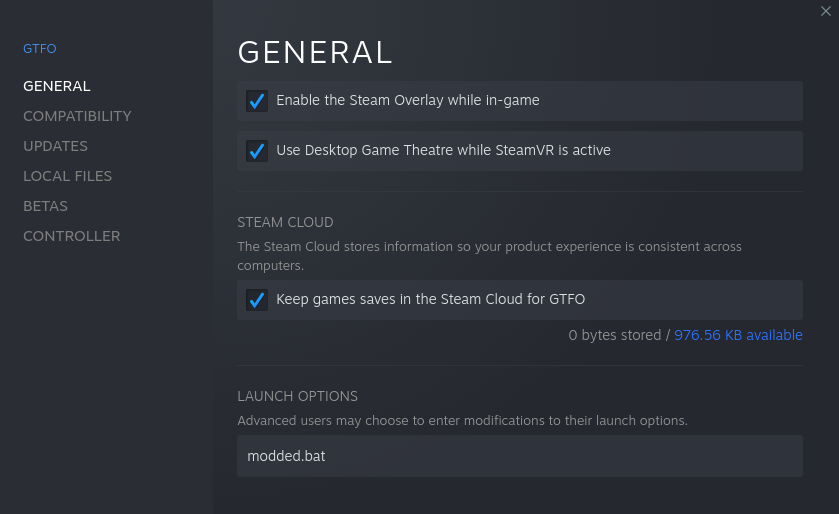 GTFO
GENERAL
COMPATIBILITY
UPDATES
LOCAL FILES
BETAS
CONTROLLER
GENERAL
Enable the Steam Overlay while in-game
Use Desktop Game Theatre while SteamVR is active
STEAM CLOUD
The Steam Cloud stores information so your product experience is consistent across
computers.
Keep games saves in the Steam Cloud for GTFO
0 bytes stored / 976.56 KB available
LAUNCH OPTIONS
Advanced users may choose to enter modifications to their launch options.
modded.bat